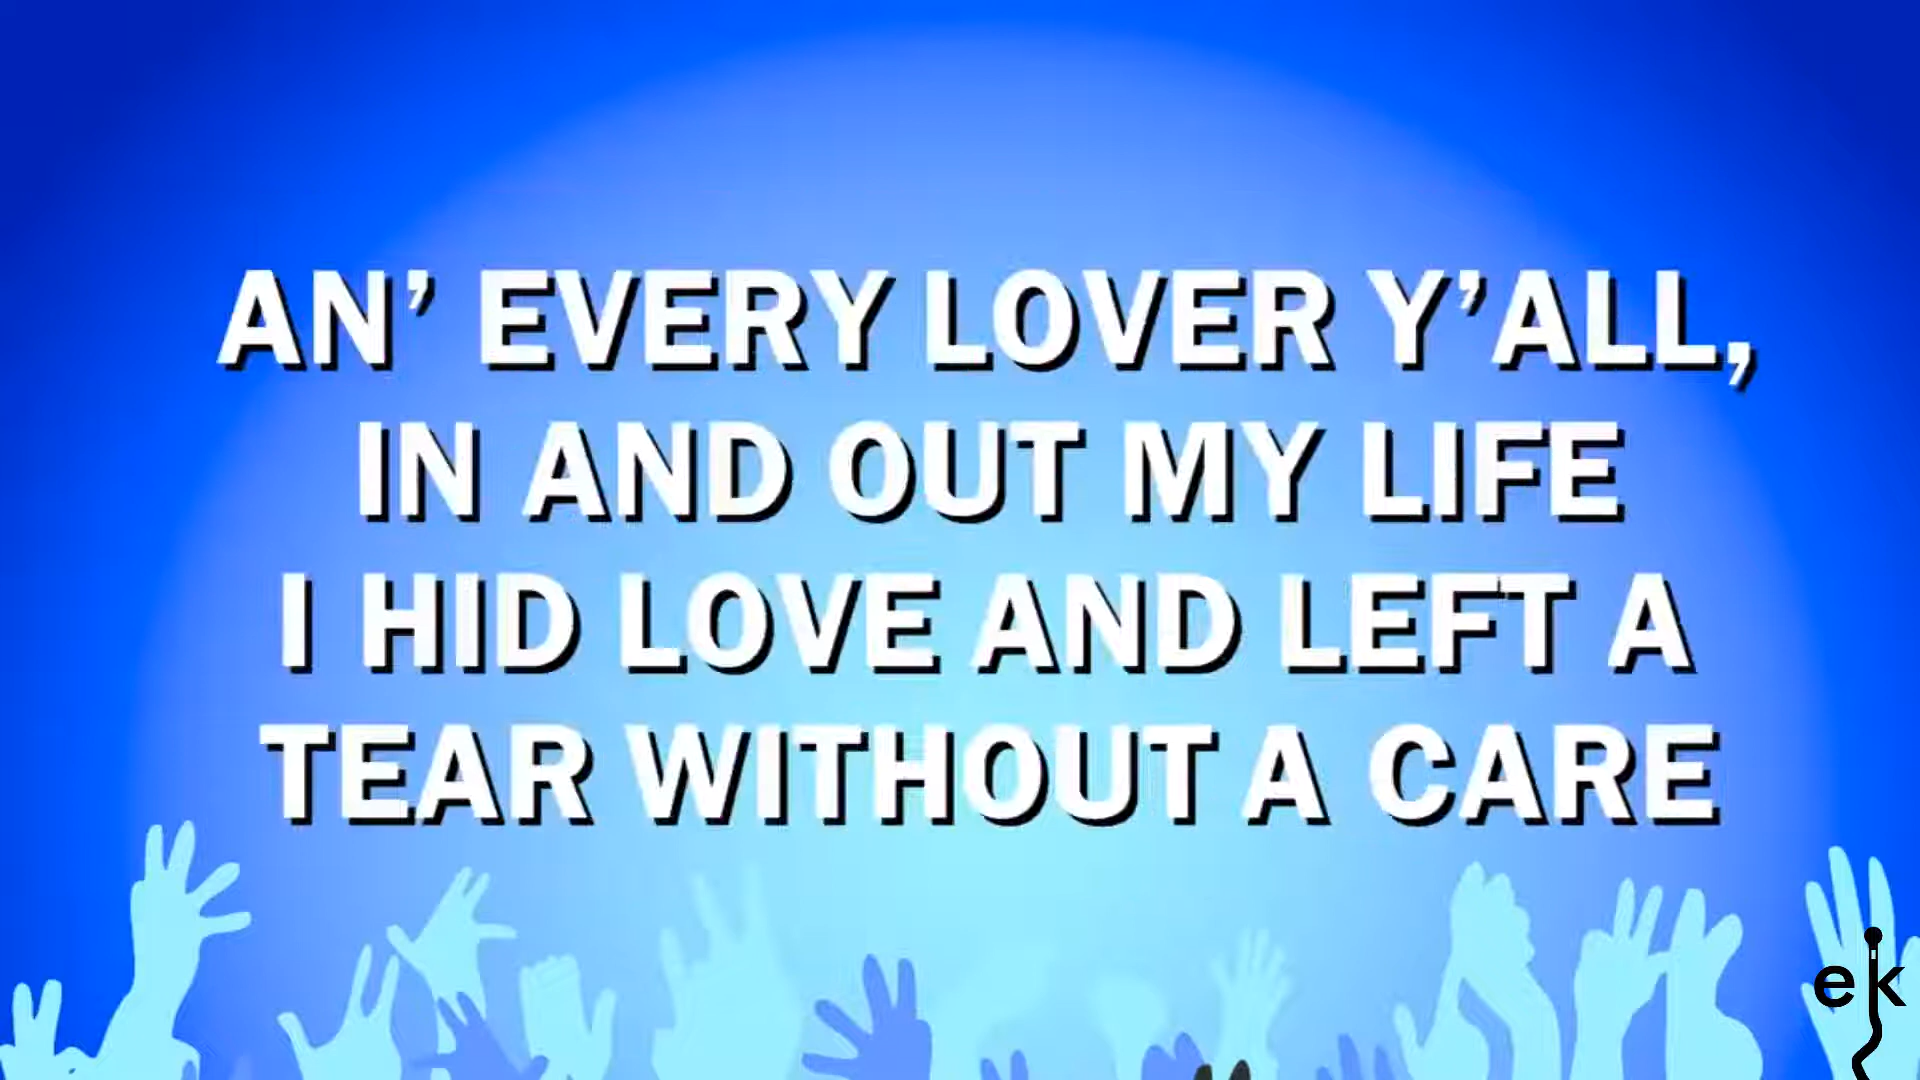 AN’ EVERY LOVER Y’ALL,
IN AND OUT MY LIFE
I HID LOVE AND LEFT A
TEAR WITHOUT A CARE
ek